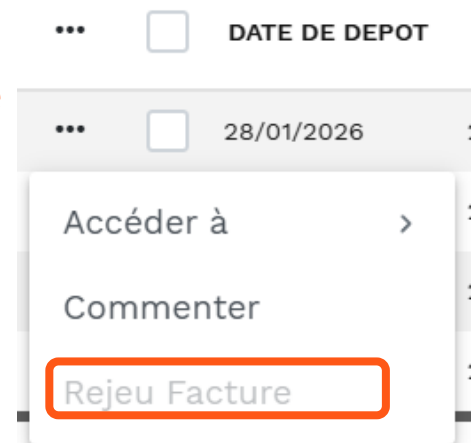 ••• DATE DE DEPOT
••• 28/01/2026
Accéder à >
Commenter
Rejeu Facture